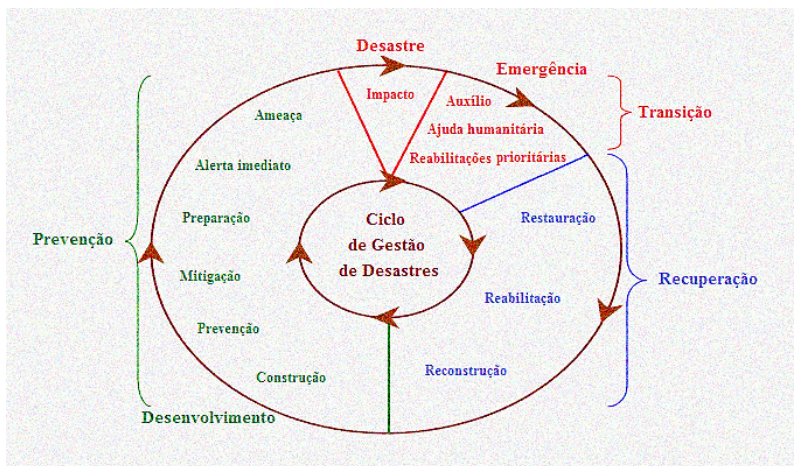 Desastre
Emergência
Impacto
Auxílio
Ajuda humanitária
Reabilitações prioritárias
Transição
Ameaça
Alerta imediato
Preparação
Mitigação
Prevenção
Construção
Prevenção
Desenvolvimento
Ciclo
de Gestão
de Desastres
Restauração
Reabilitação
Reconstrução
Recuperação